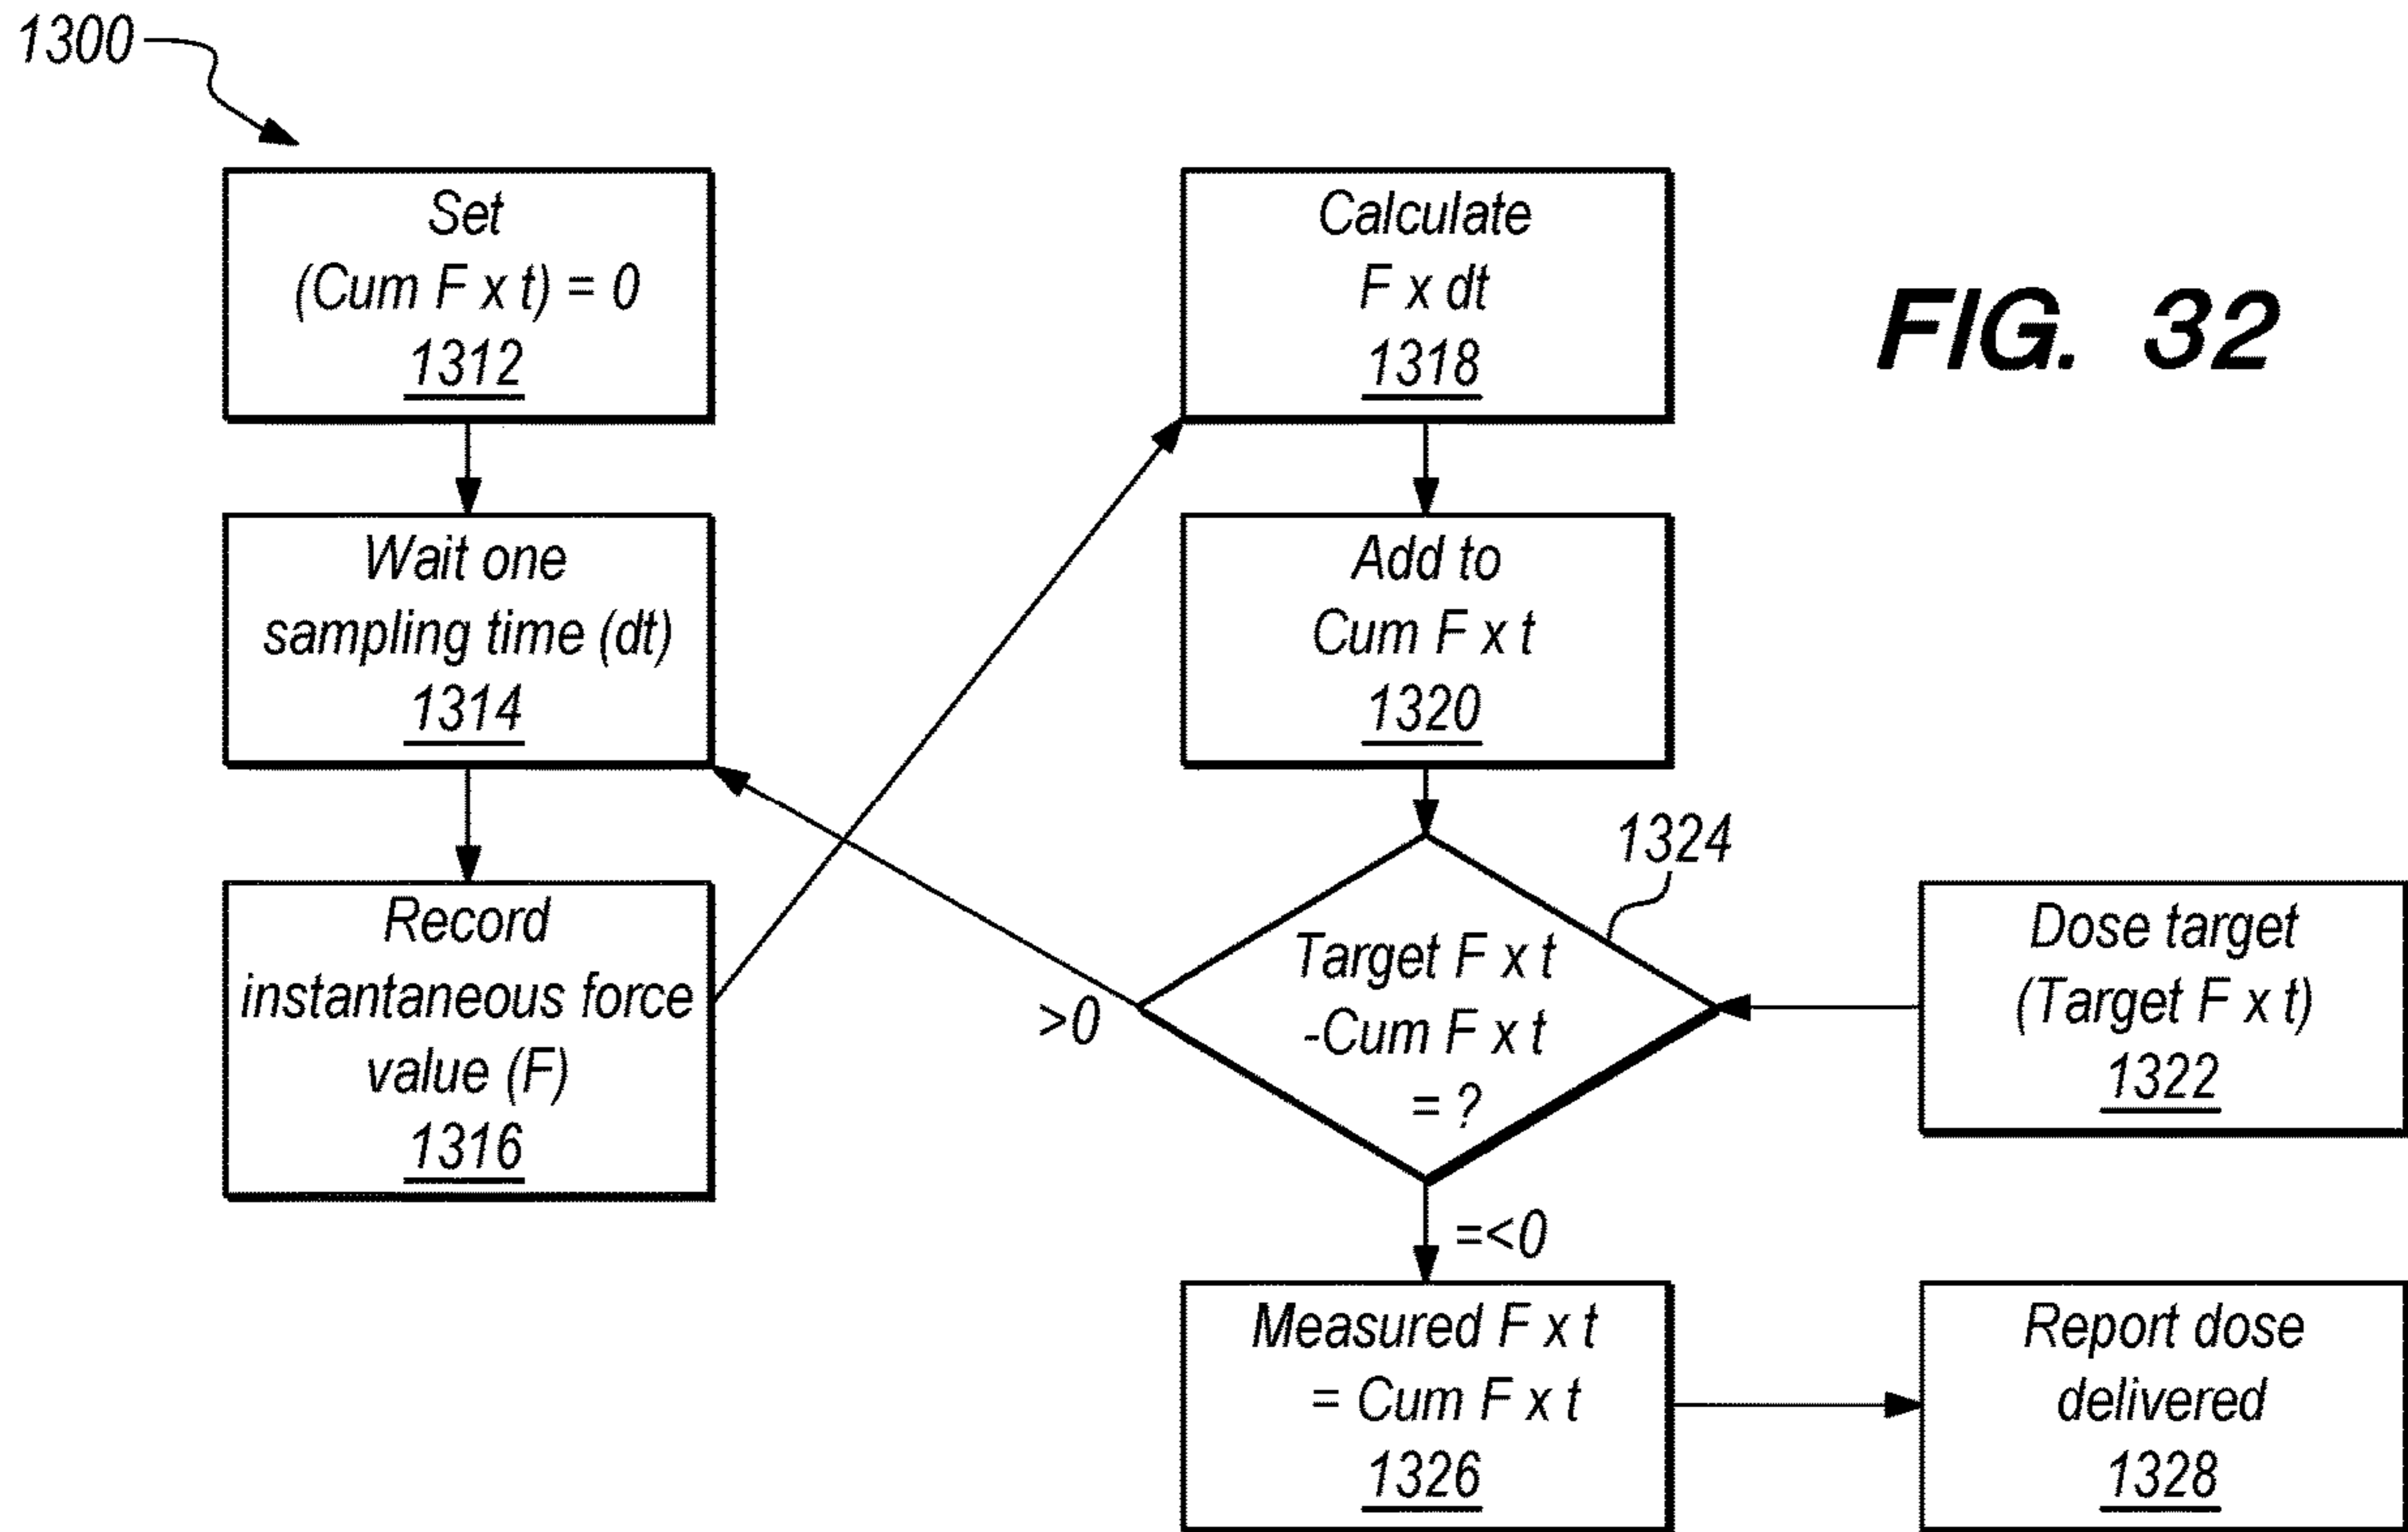 1300
Set
(Cum F x t) = 0
1312
Wait one
sampling time (dt)
1314
Record
instantaneous force
value (F)
1316
Calculate
F x dt
1318
Add to
Cum F x t
1320
1324
Target F x t
-Cum F x t
= ?
>0
=<0
Dose target
(Target F x t)
1322
Measured F x t
= Cum F x t
1326
Report dose
delivered
1328
FIG. 32